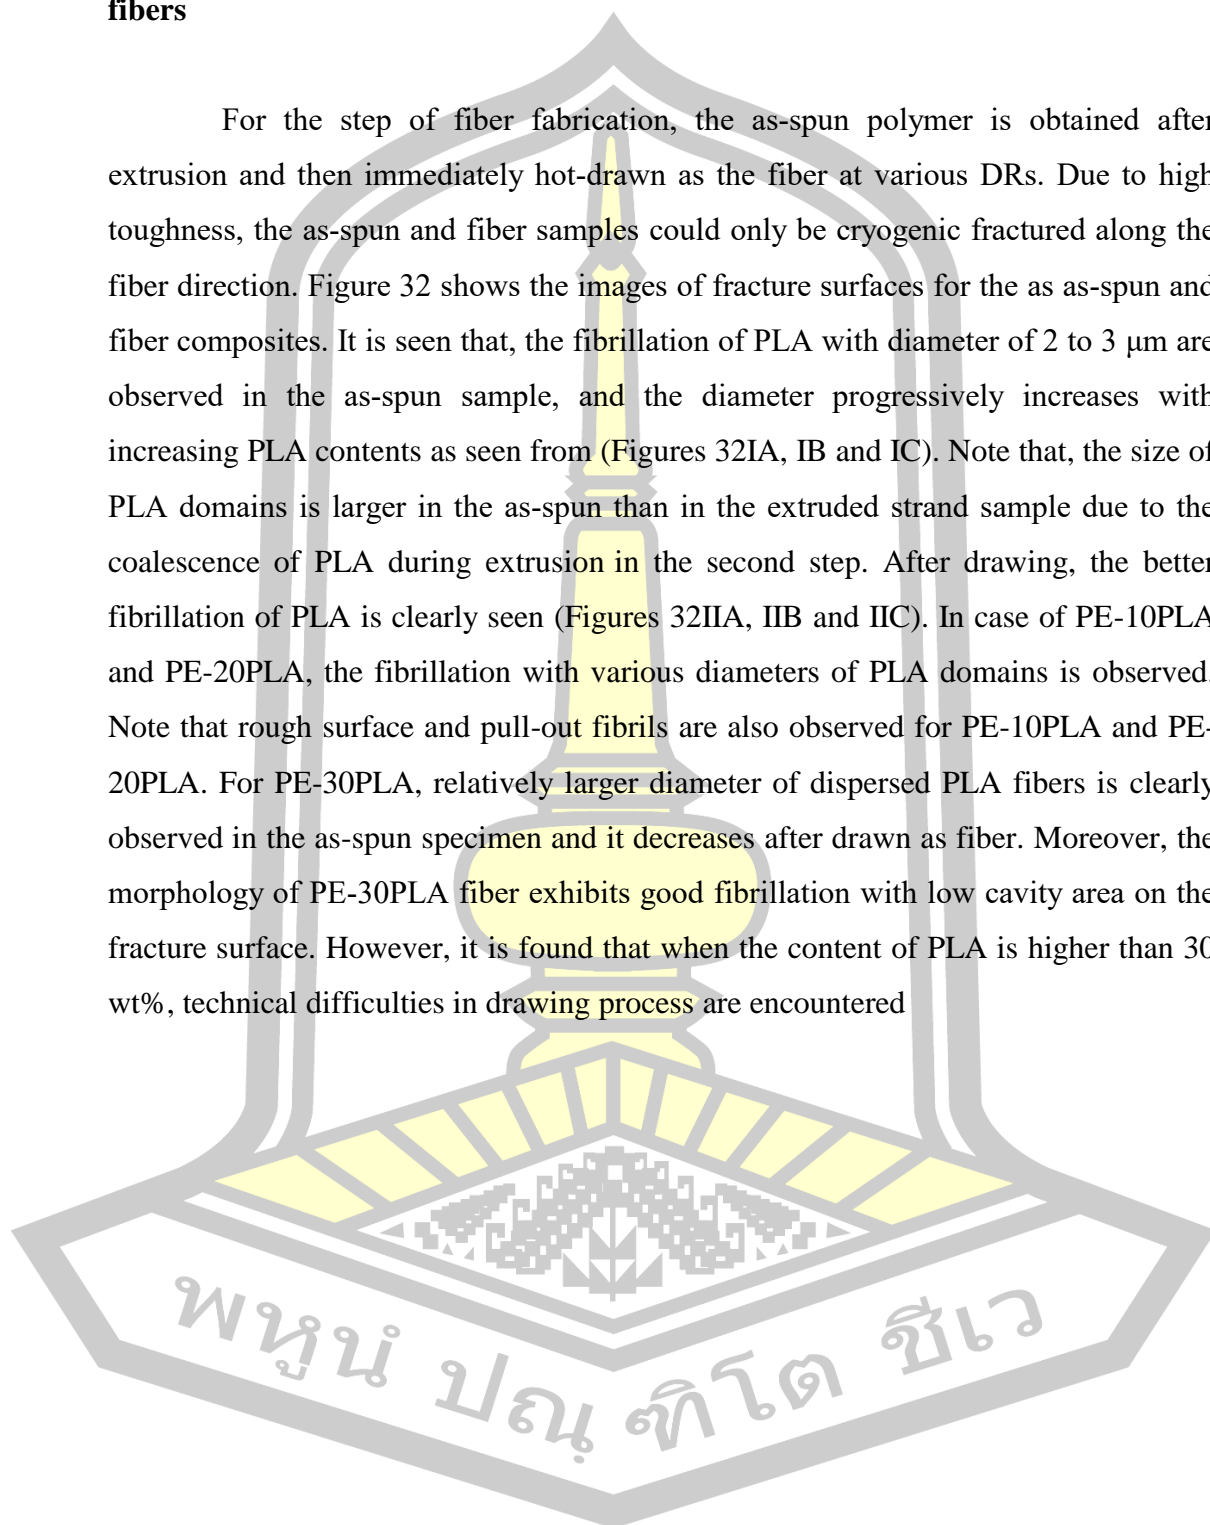 fibers
For the step of fiber fabrication, the as-spun polymer is obtained after
extrusion and then immediately hot-drawn as the fiber at various DRs. Due to high
toughness, the as-spun and fiber samples could only be cryogenic fractured along the
fiber direction. Figure 32 shows the images of fracture surfaces for the as as-spun and
fiber composites. It is seen that, the fibrillation of PLA with diameter of 2 to 3 μm are
observed in the as-spun sample, and the diameter progressively increases with
increasing PLA contents as seen from (Figures 32IA, IB and IC). Note that, the size of
PLA domains is larger in the as-spun than in the extruded strand sample due to the
coalescence of PLA during extrusion in the second step. After drawing, the better
fibrillation of PLA is clearly seen (Figures 32IIA, IIB and IIC). In case of PE-10PLA
and PE-20PLA, the fibrillation with various diameters of PLA domains is observed.
Note that rough surface and pull-out fibrils are also observed for PE-10PLA and PE-
20PLA. For PE-30PLA, relatively larger diameter of dispersed PLA fibers is clearly
observed in the as-spun specimen and it decreases after drawn as fiber. Moreover, the
morphology of PE-30PLA fiber exhibits good fibrillation with low cavity area on the
fracture surface. However, it is found that when the content of PLA is higher than 30
wt%, technical difficulties in drawing process are encountered
พหูนํ ปณฺฑิโต ชีเว